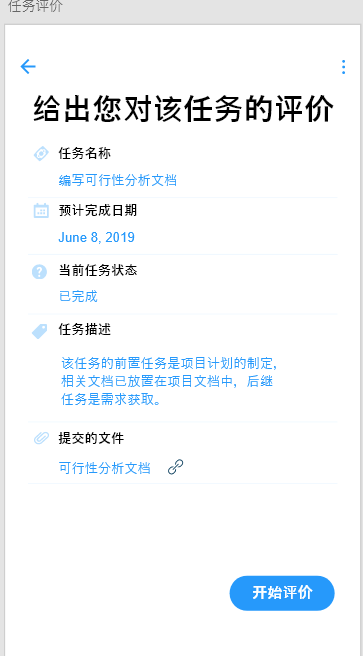 任务评价
给出您对该任务的评价
任务名称
编写可行性分析文档
预计完成日期
June 8, 2019
当前任务状态
已完成
任务描述
该任务的前置任务是项目计划的制定,
相关文档已放置在项目文档中，后继
任务是需求获取。
提交的文件
可行性分析文档
开始评价